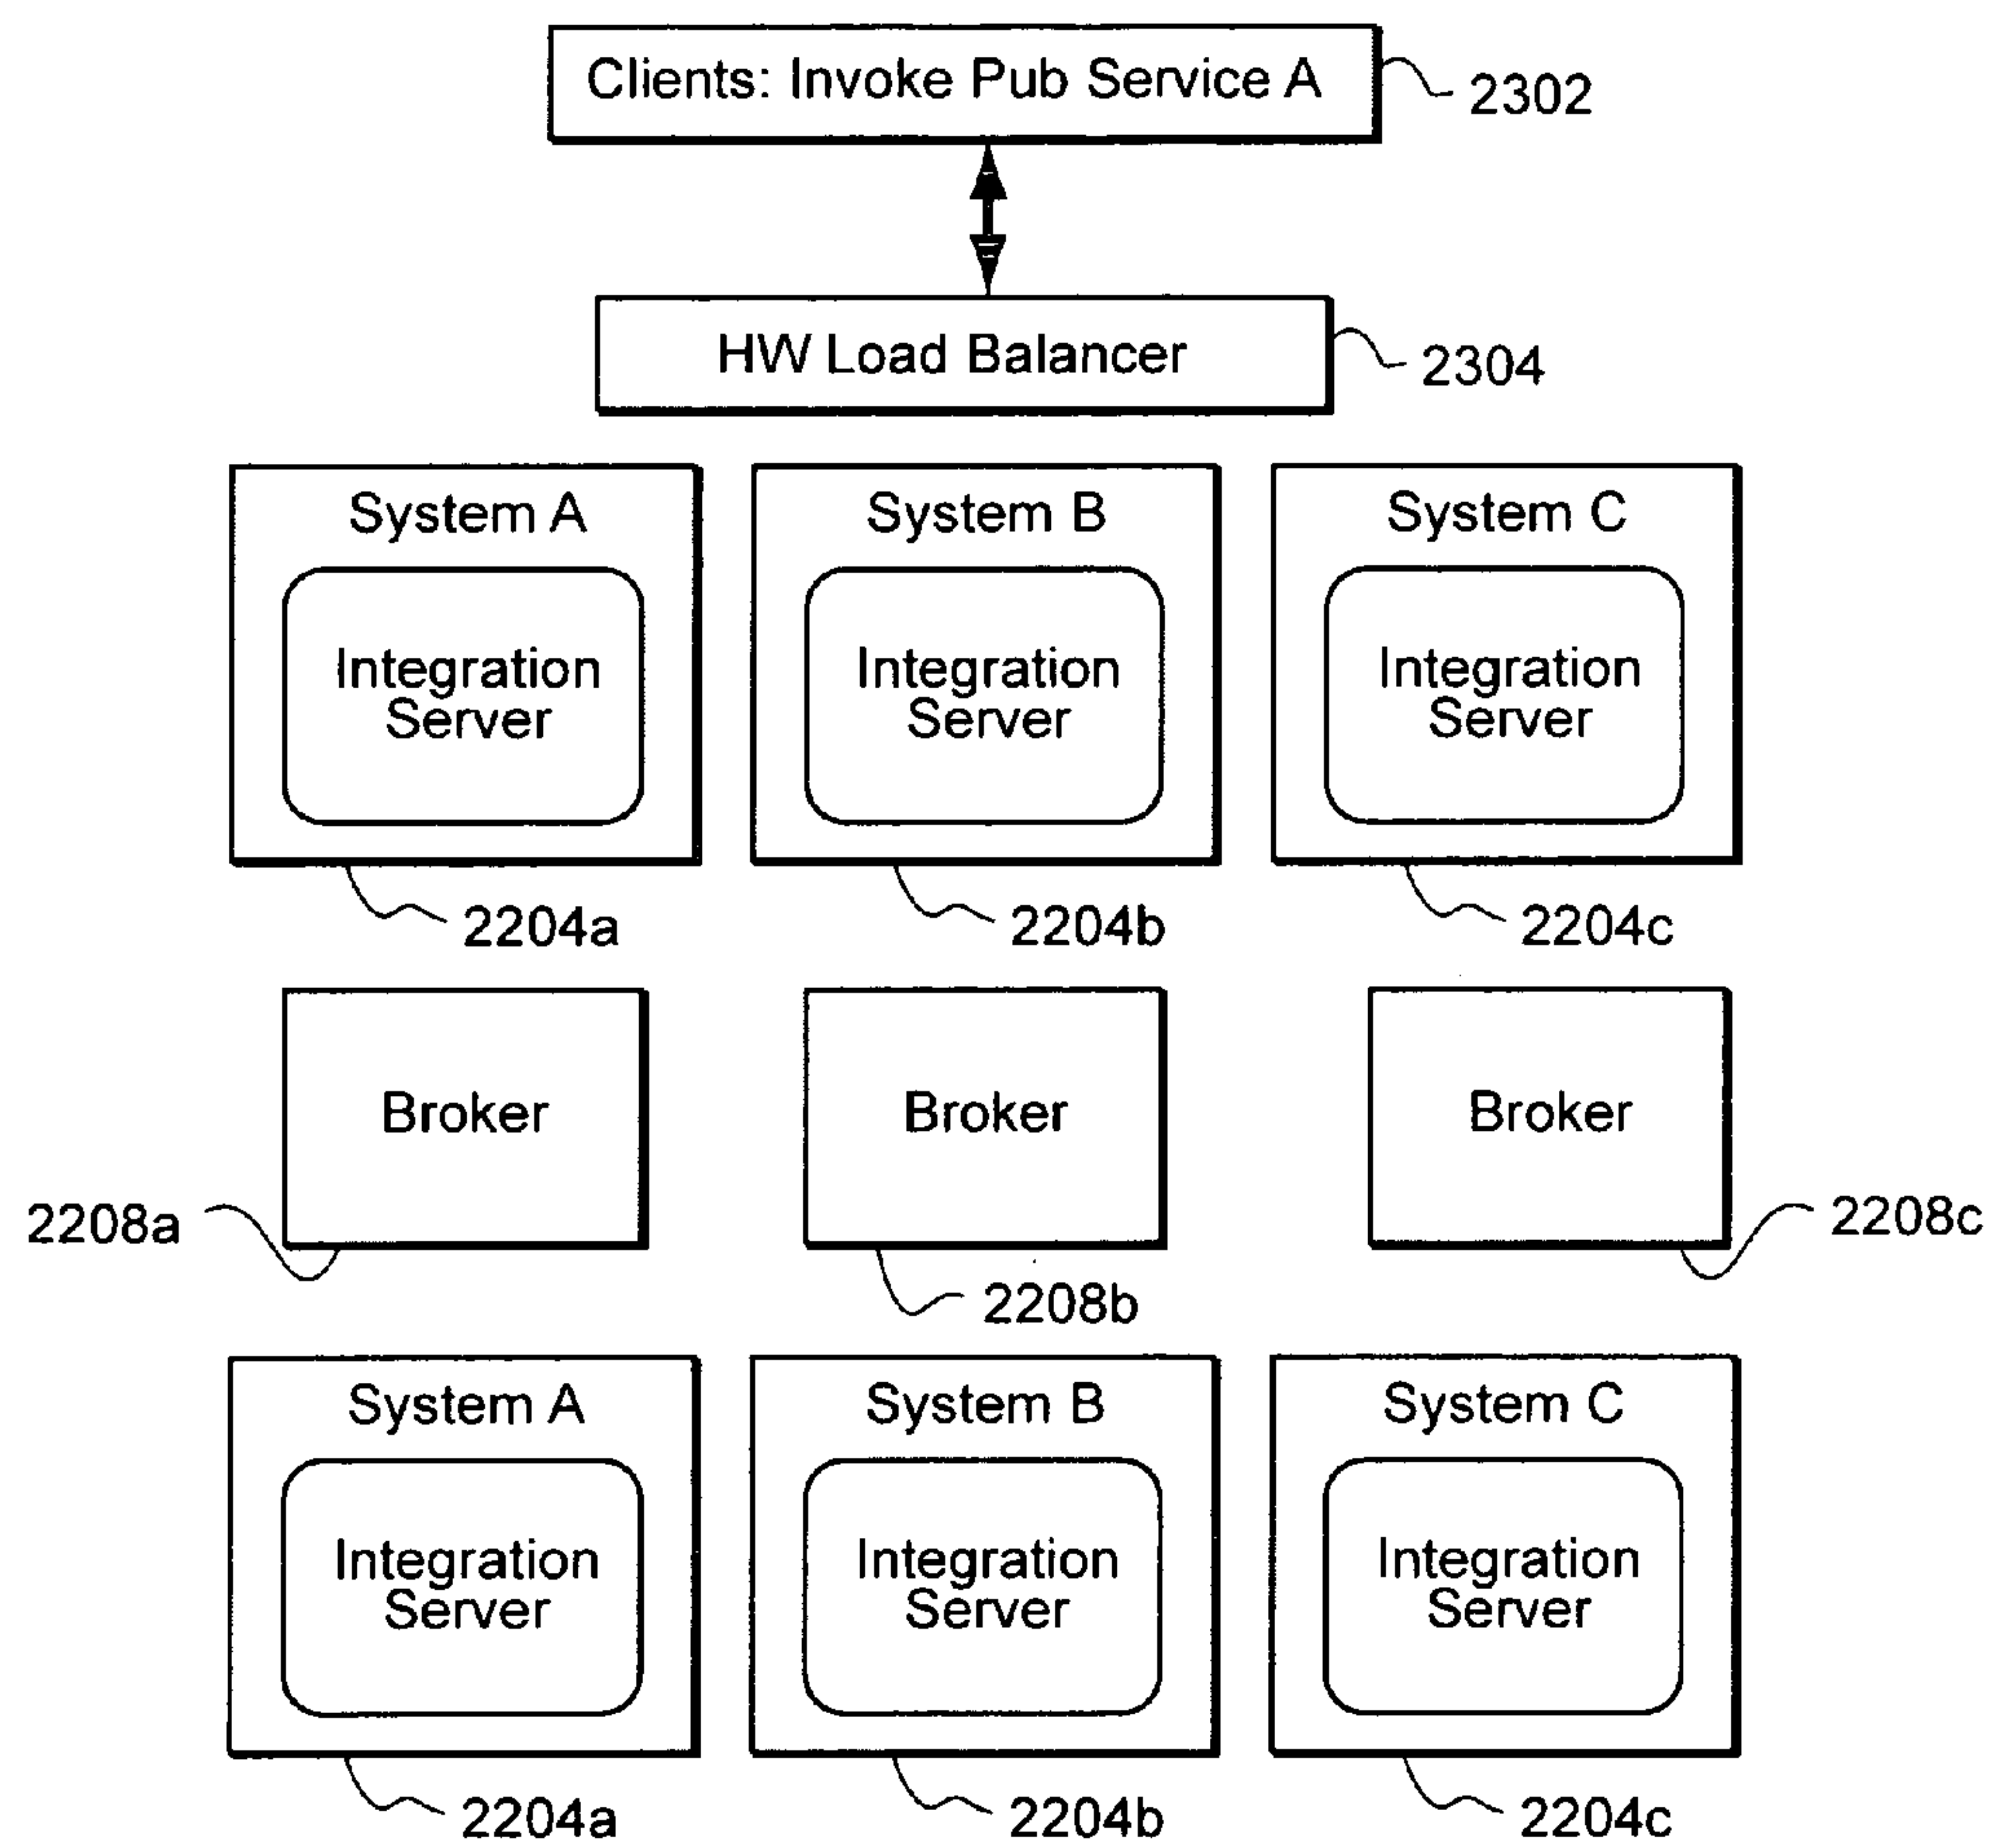 Clients: Invoke Pub Service A
2302
HW Load Balancer
2304
System A
System B
System C
Integration
Server
Integration
Server
Integration
Server
2204a
2204b
2204c
Broker
Broker
Broker
2208a
2208b
2208c
System A
System B
System C
Integration
Server
Integration
Server
Integration
Server
2204a
2204b
2204c